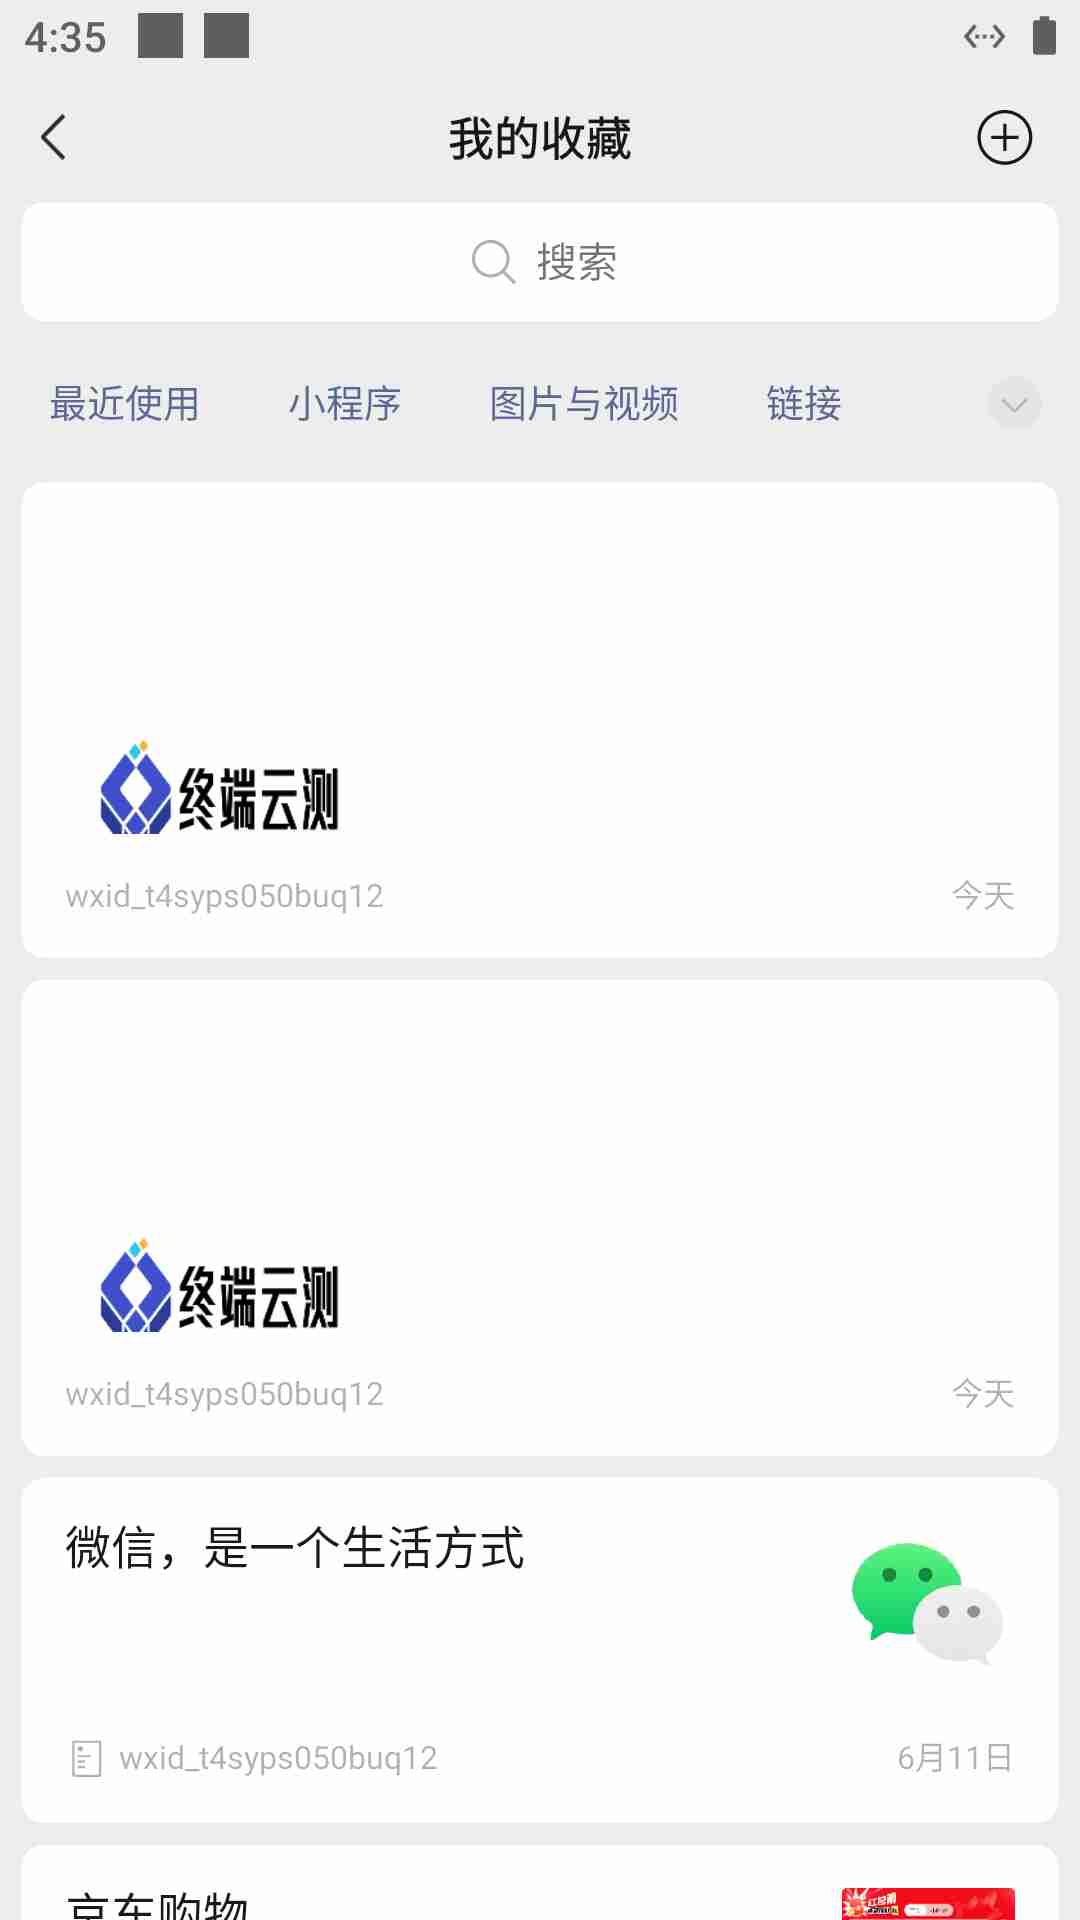 4:35
我的收藏
搜索
最近使用 小程序 图片与视频 链接
终端云测
wxid_t4syps050buq12 今天
终端云测
wxid_t4syps050buq12 今天
微信，是一个生活方式
wxid_t4syps050buq12 6月11日
京东购物